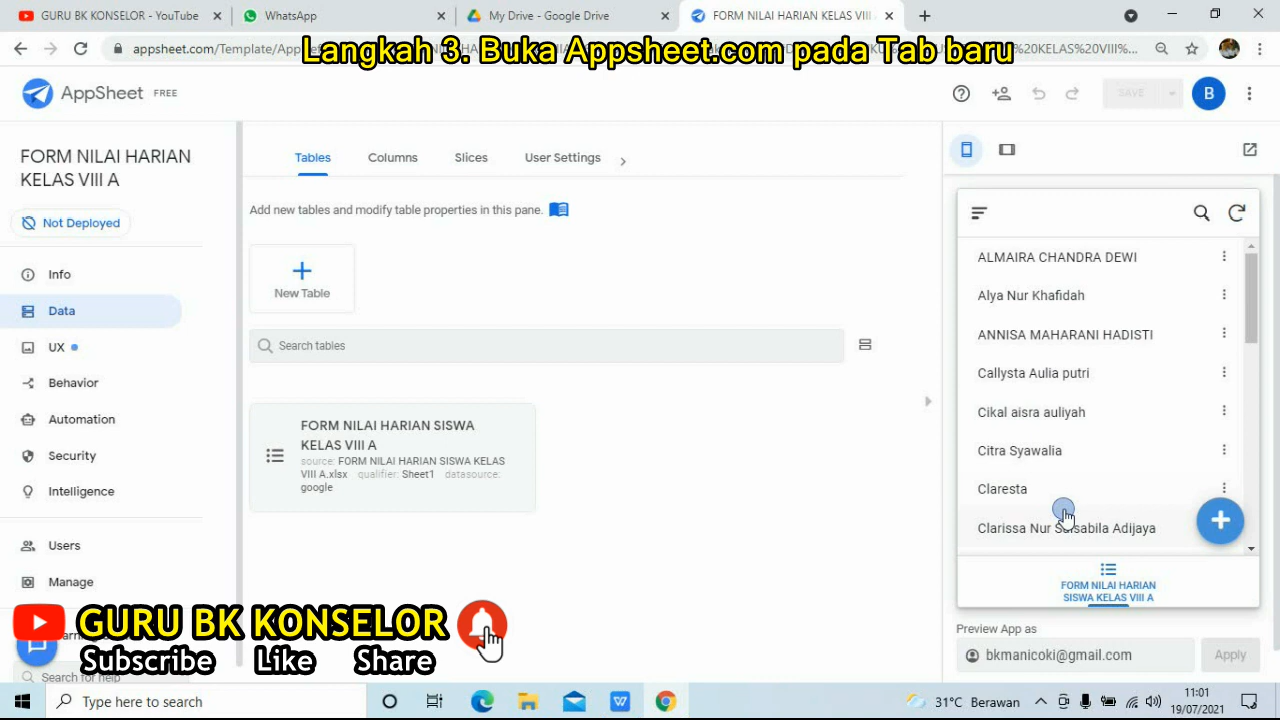 GURU BK KONSELOR - YouTube
WhatsApp
My Drive - Google Drive
FORM NILAI HARIAN KELAS VIII
Langkah 3. Buka Appsheet.com pada Tab baru
AppSheet FREE
SAVE
B
FORM NILAI HARIAN
KELAS VIII A
Not Deployed
Info
Data
UX
Behavior
Automation
Security
Intelligence
Users
Manage
Search for help
Tables
Columns
Slices
User Settings
Add new tables and modify table properties in this pane.
New Table
Search tables
FORM NILAI HARIAN SISWA
KELAS VIII A
source: FORM NILAI HARIAN SISWA KELAS
VIII A.xlsx qualifier: Sheet1 datasource:
google
ALMAIRA CHANDRA DEWI
Alya Nur Khafidah
ANNISA MAHARANI HADISTI
Callysta Aulia putri
Cikal aisra auliyah
Citra Syawalia
Claresta
Clarissa Nur Salsabila Adijaya
FORM NILAI HARIAN
SISWA KELAS VIII A
Preview App as
bkmanicoki@gmail.com
Apply
GURU BK KONSELOR
Subscribe Like Share
Type here to search
31°C Berawan
11:01
19/07/2021